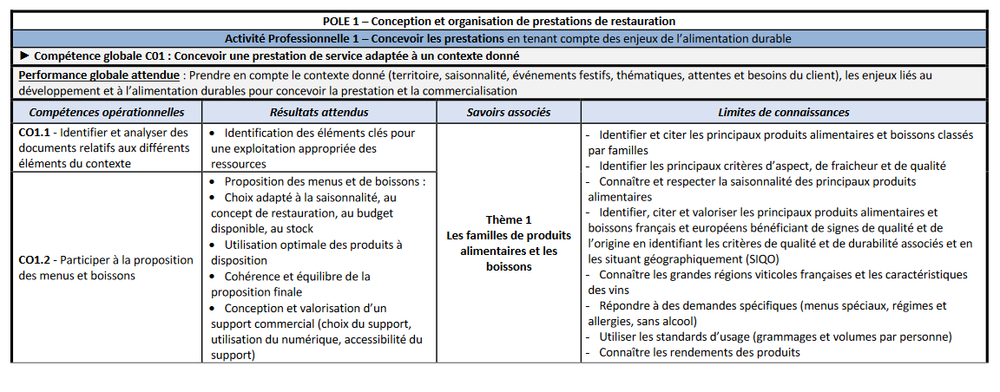 POLE 1 – Conception et organisation de prestations de restauration
Activité Professionnelle 1 – Concevoir les prestations en tenant compte des enjeux de l'alimentation durable
► Compétence globale C01 : Concevoir une prestation de service adaptée à un contexte donné
Performance globale attendue : Prendre en compte le contexte donné (territoire, saisonnalité, événements festifs, thématiques, attentes et besoins du client), les enjeux liés au
développement et à l'alimentation durables pour concevoir la prestation et la commercialisation
Compétences opérationnelles
Résultats attendus
Savoirs associés
Limites de connaissances
CO1.1 - Identifier et analyser des
documents relatifs aux différents
éléments du contexte
• Identification des éléments clés pour
une exploitation appropriée des
ressources
CO1.2 - Participer à la proposition
des menus et boissons
• Proposition des menus et de boissons :
• Choix adapté à la saisonnalité, au
concept de restauration, au budget
disponible, au stock
• Utilisation optimale des produits à
disposition
• Cohérence et équilibre de la
proposition finale
• Conception et valorisation d'un
support commercial (choix du support,
utilisation du numérique, accessibilité du
support)
Thème 1
Les familles de produits
alimentaires et les
boissons
- Identifier et citer les principaux produits alimentaires et boissons classés
par familles
- Identifier les principaux critères d'aspect, de fraicheur et de qualité
- Connaître et respecter la saisonnalité des principaux produits
alimentaires
- Identifier, citer et valoriser les principaux produits alimentaires et
boissons français et européens bénéficiant de signes de qualité et de
l'origine en identifiant les critères de qualité et de durabilité associés et en
les situant géographiquement (SIQO)
- Connaître les grandes régions viticoles françaises et les caractéristiques
des vins
- Répondre à des demandes spécifiques (menus spéciaux, régimes et
allergies, sans alcool)
- Utiliser les standards d'usage (grammages et volumes par personne)
- Connaître les rendements des produits